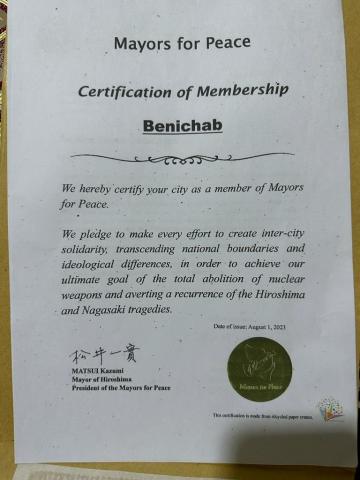 Mayors for Peace
Certification of Membership
Benichab
We hereby certify your city as a member of Mayors
for Peace.
We pledge to make every effort to create inter-city
solidarity, transcending national boundaries and
ideological differences, in order to achieve our
ultimate goal of the total abolition of nuclear
weapons and averting a recurrence of the Hiroshima
and Nagasaki tragedies.
Date of issue: August 1, 2023
松井一實
MATSUI Kazumi
Mayor of Hiroshima
President of the Mayors for Peace
Mayors for Peace
This certification is made from recycled paper cranes.